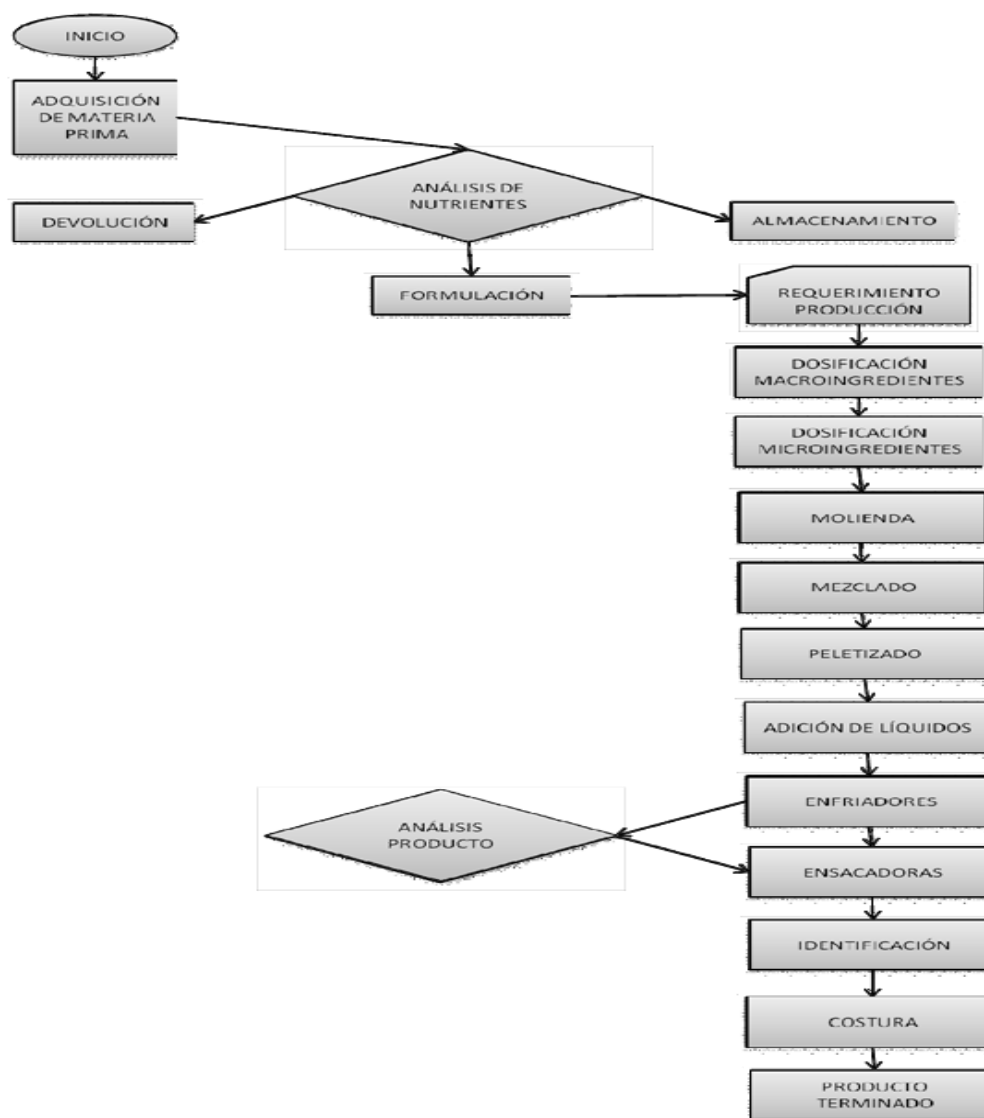 INICIO
ADQUISICIÓN
DE MATERIA
PRIMA
ANÁLISIS DE
NUTRIENTES
DEVOLUCIÓN
ALMACENAMIENTO
FORMULACIÓN
REQUERIMIENTO
PRODUCCIÓN
DOSIFICACIÓN
MACROINGREDIENTES
DOSIFICACIÓN
MICROINGREDIENTES
MOLIENDA
MEZCLADO
PELETIZADO
ADICIÓN DE LÍQUIDOS
ENFRIADORES
ANÁLISIS
PRODUCTO
ENSACADORAS
IDENTIFICACIÓN
COSTURA
PRODUCTO
TERMINADO